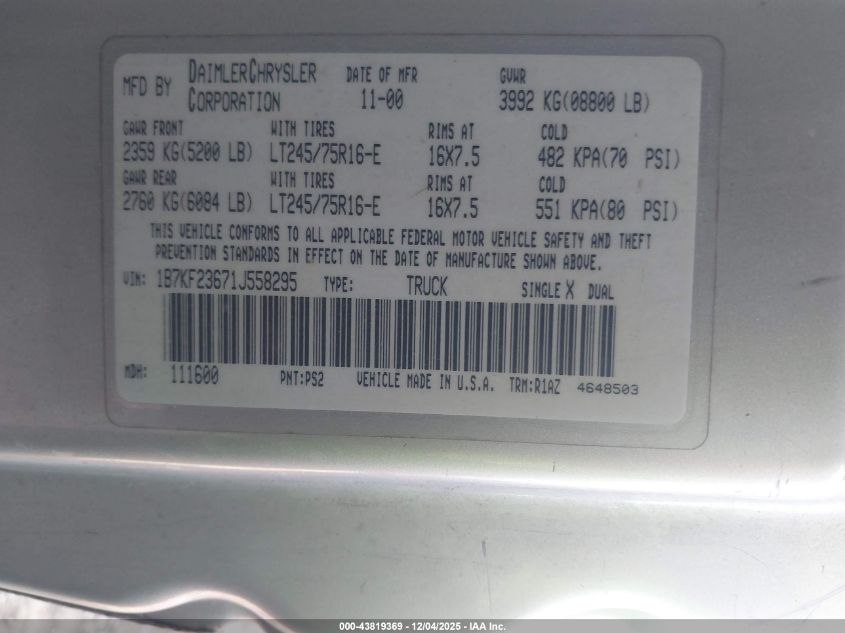 MFD BY DAIMLERCHRYSLER CORPORATION DATE OF MFR 11-00 GVWR 3992 KG(08800 LB)
GAWR FRONT WITH TIRES RIMS AT COLD
2359 KG(5200 LB) LT245/75R16-E 16X7.5 482 KPA(70 PSI)
GAWR REAR WITH TIRES RIMS AT COLD
2760 KG(6084 LB) LT245/75R16-E 16X7.5 551 KPA(80 PSI)
THIS VEHICLE CONFORMS TO ALL APPLICABLE FEDERAL MOTOR VEHICLE SAFETY AND THEFT
PREVENTION STANDARDS IN EFFECT ON THE DATE OF MANUFACTURE SHOWN ABOVE.
VIN: 1B7KF23671J558295 TYPE: TRUCK SINGLE X DUAL
MDH: 111600 PNT:PS2 VEHICLE MADE IN U.S.A. TRM:R1AZ 4648503
000-43819369 - 12/04/2025 - IAA Inc.